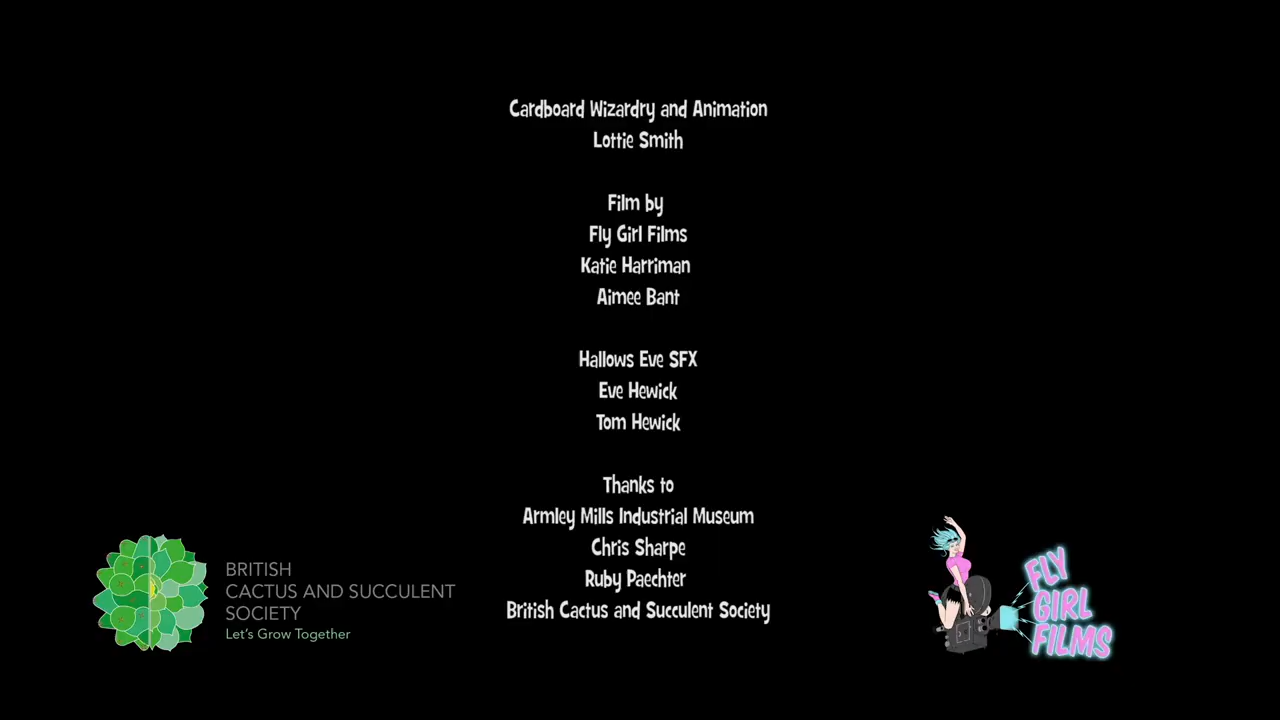 Cardboard Wizardry and Animation
Lottie Smith
Film by
Fly Girl Films
Katie Harriman
Aimee Bant
Hallows Eve SFX
Eve Hewick
Tom Hewick
Thanks to
Armley Mills Industrial Museum
Chris Sharpe
Ruby Paechter
British Cactus and Succulent Society
BRITISH
CACTUS AND SUCCULENT
SOCIETY
Let's Grow Together
FLY
GIRL
FILMS